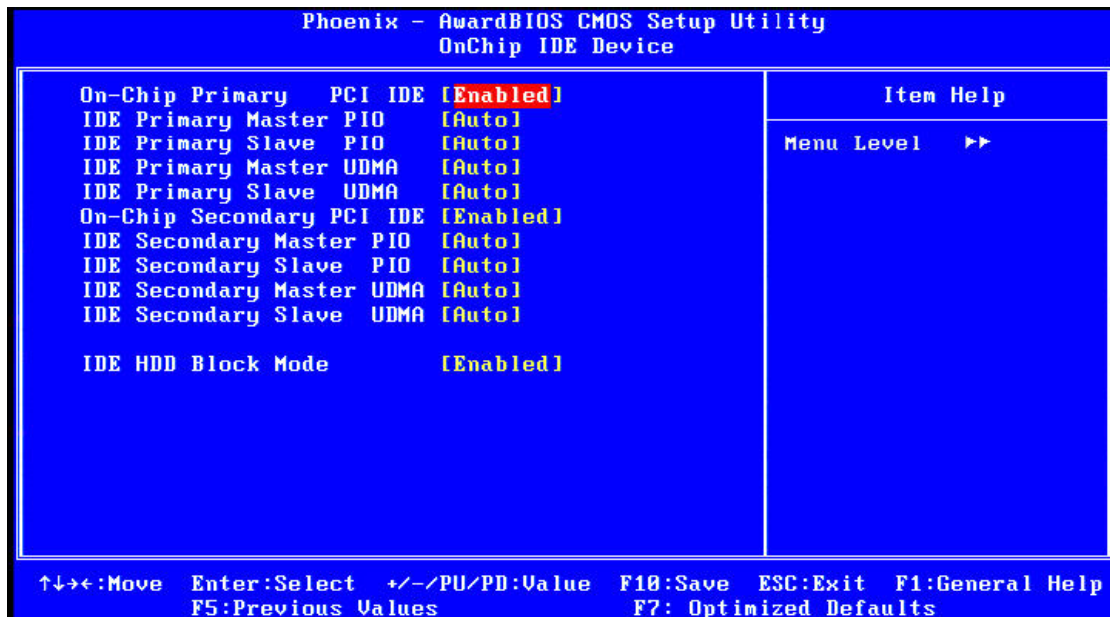 Phoenix - AwardBIOS CMOS Setup Utility
OnChip IDE Device
On-Chip Primary PCI IDE [Enabled]
IDE Primary Master PIO [Auto]
IDE Primary Slave PIO [Auto]
IDE Primary Master UDMA [Auto]
IDE Primary Slave UDMA [Auto]
On-Chip Secondary PCI IDE [Enabled]
IDE Secondary Master PIO [Auto]
IDE Secondary Slave PIO [Auto]
IDE Secondary Master UDMA [Auto]
IDE Secondary Slave UDMA [Auto]
IDE HDD Block Mode [Enabled]
Item Help
Menu Level ►►
↑↓→←:Move Enter:Select +/-/PU/PD:Value F10:Save ESC:Exit F1:General Help
F5:Previous Values F7: Optimized Defaults